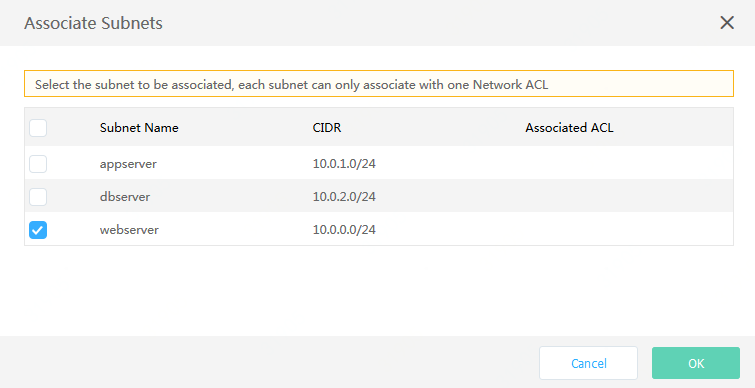 Associate Subnets
Select the subnet to be associated, each subnet can only associate with one Network ACL
Subnet Name CIDR Associated ACL
appserver 10.0.1.0/24
dbserver 10.0.2.0/24
webserver 10.0.0.0/24
Cancel OK